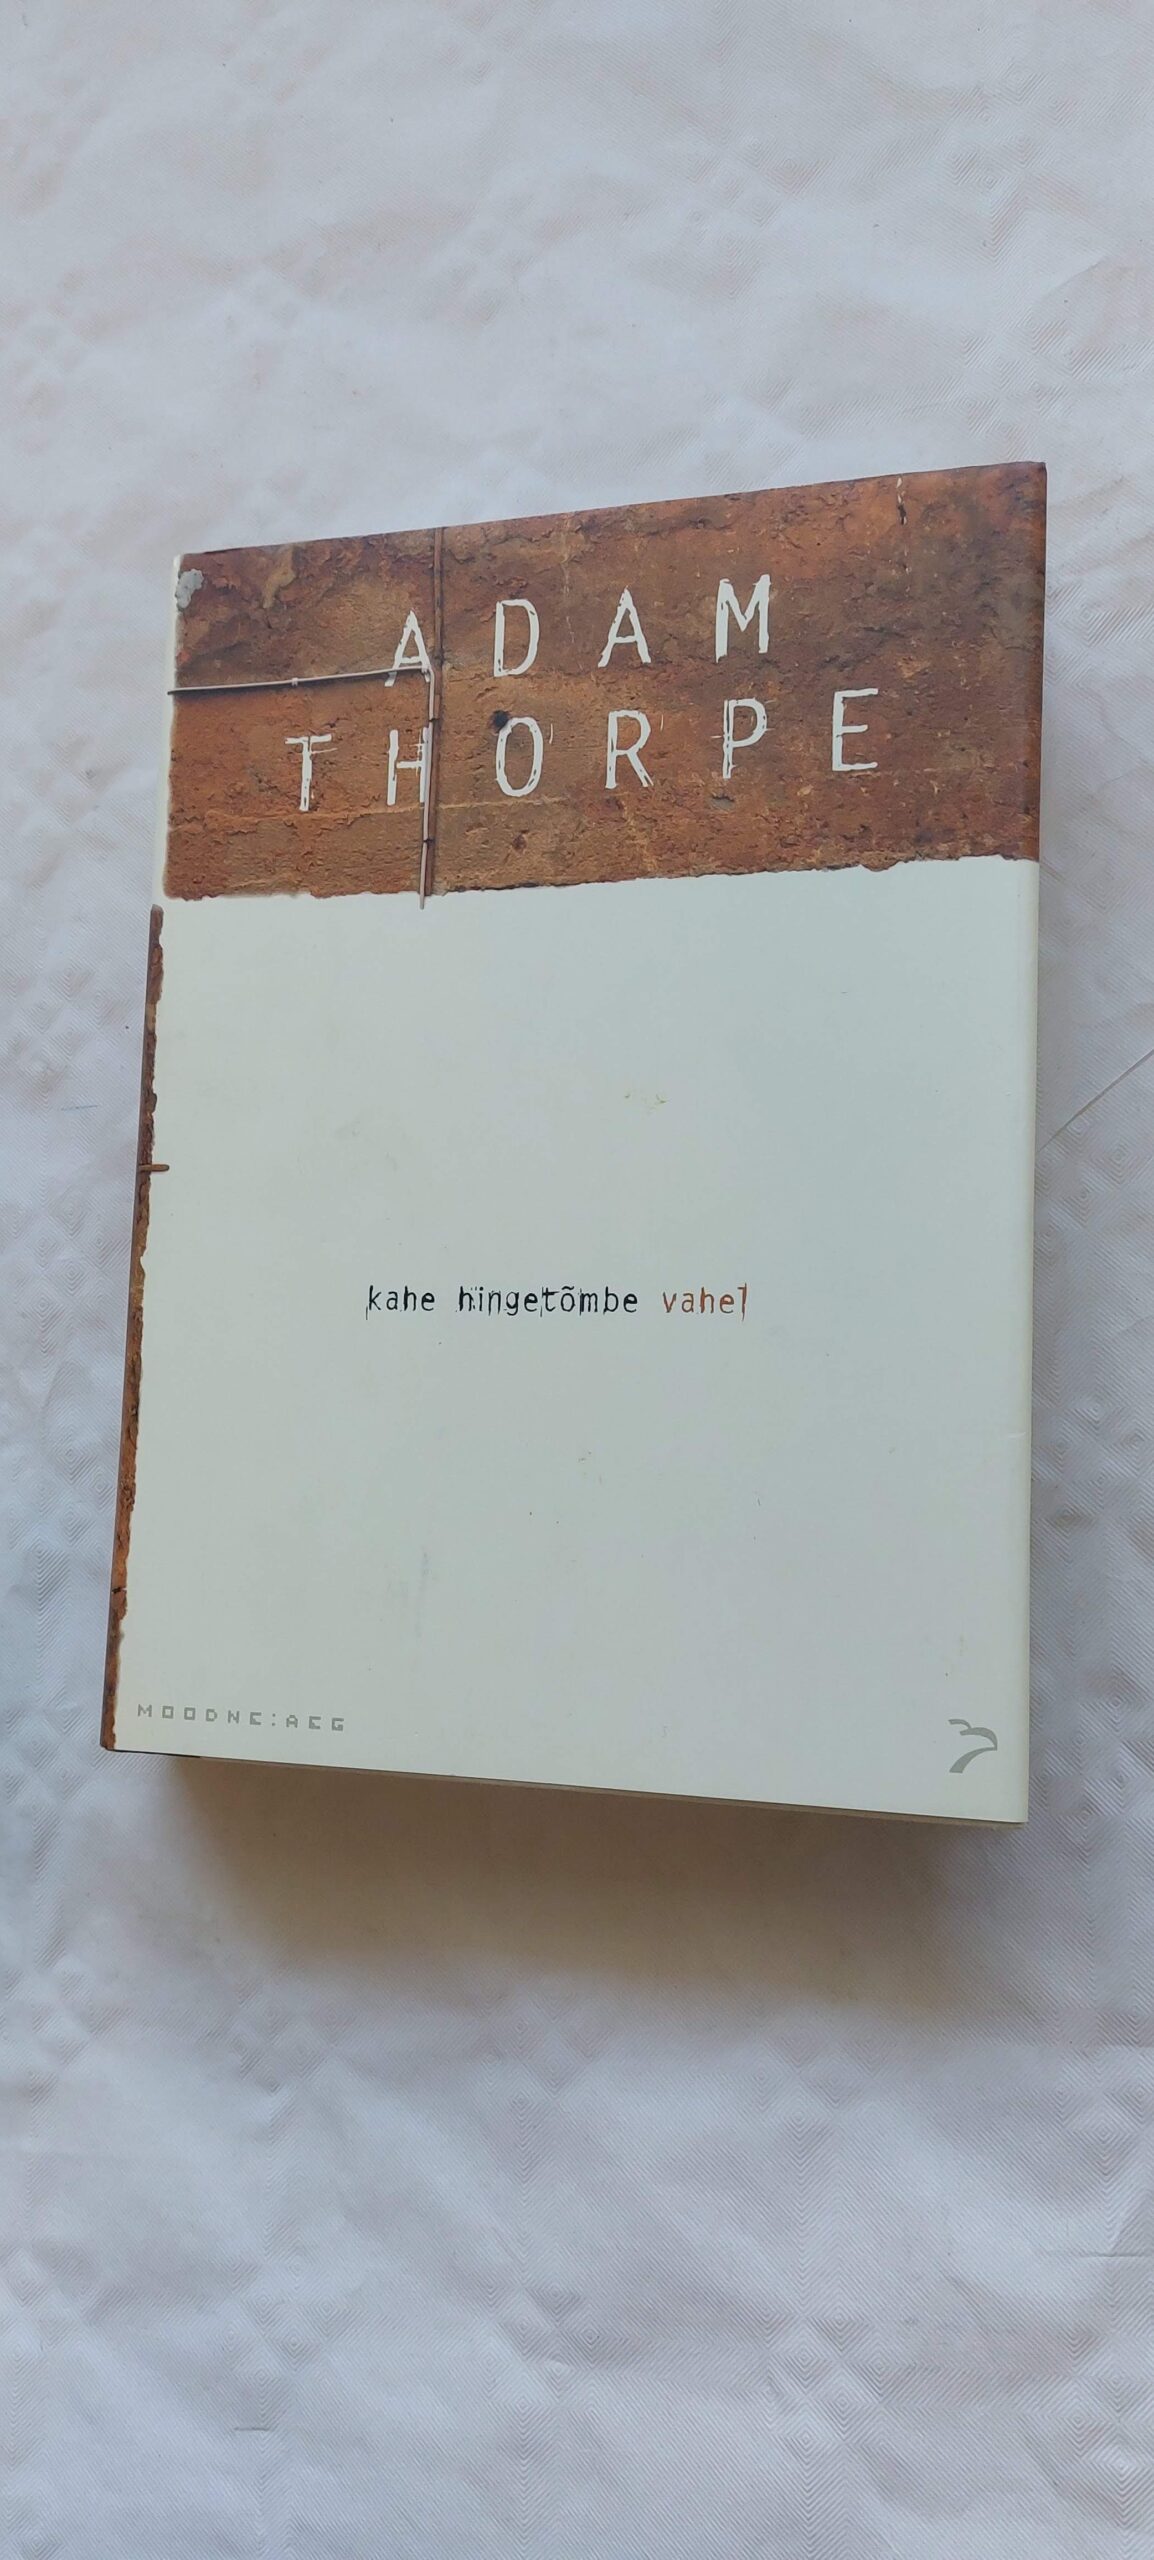 ADAM
THORPE
kahe hingetõmbe vahel
MOODNE:AEG